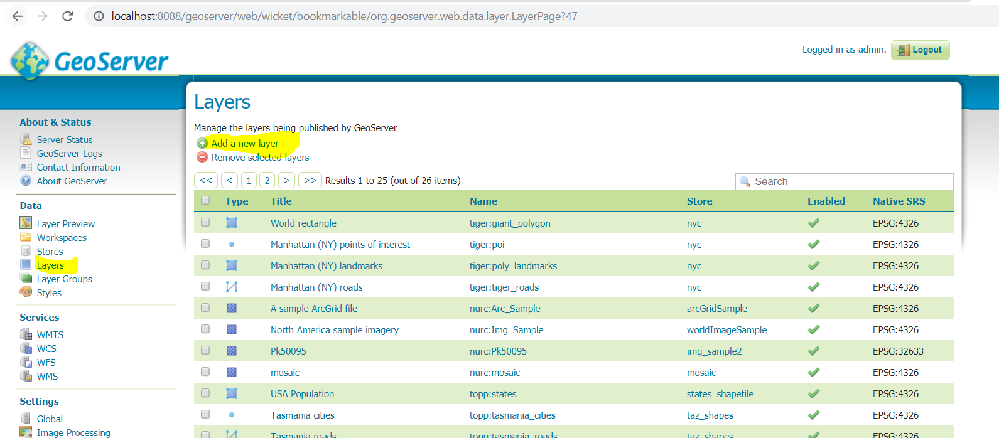 localhost:8088/geoserver/web/wicket/bookmarkable/org.geoserver.web.data.layer.LayerPage?47
GeoServer
Logged in as admin.
Logout
About & Status
Server Status
GeoServer Logs
Contact Information
About GeoServer
Data
Layer Preview
Workspaces
Stores
Layers
Layer Groups
Styles
Services
WMTS
WCS
WFS
WMS
Settings
Global
Image Processing
Layers
Manage the layers being published by GeoServer
Add a new layer
Remove selected layers
<< < 1 2 > >> Results 1 to 25 (out of 26 items)
Search
Type Title Name Store Enabled Native SRS
World rectangle tiger:giant_polygon nyc EPSG:4326
Manhattan (NY) points of interest tiger:poi nyc EPSG:4326
Manhattan (NY) landmarks tiger:poly_landmarks nyc EPSG:4326
Manhattan (NY) roads tiger:tiger_roads nyc EPSG:4326
A sample ArcGrid file nurc:Arc_Sample arcGridSample EPSG:4326
North America sample imagery nurc:Img_Sample worldImageSample EPSG:4326
Pk50095 nurc:Pk50095 img_sample2 EPSG:32633
mosaic nurc:mosaic mosaic EPSG:4326
USA Population topp:states states_shapefile EPSG:4326
Tasmania cities topp:tasmania_cities taz_shapes EPSG:4326
Tasmania roads topp:tasmania_roads taz_shapes EPSG:4326